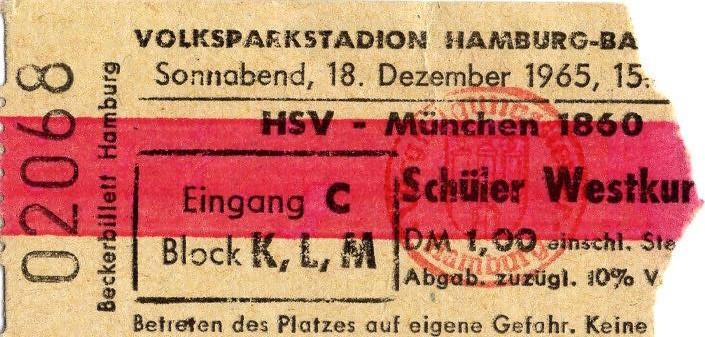 VOLKSPARKSTADION HAMBURG-BA
Sonnabend, 18. Dezember 1965, 15.
HSV - München 1860
Eingang C
Block K, L, M
Schüler Westkur
DM 1,00 einschl. Ste
Abgab. zuzügl. 10% V
Betreten des Platzes auf eigene Gefahr. Keine
Beckerbillett Hamburg
02068